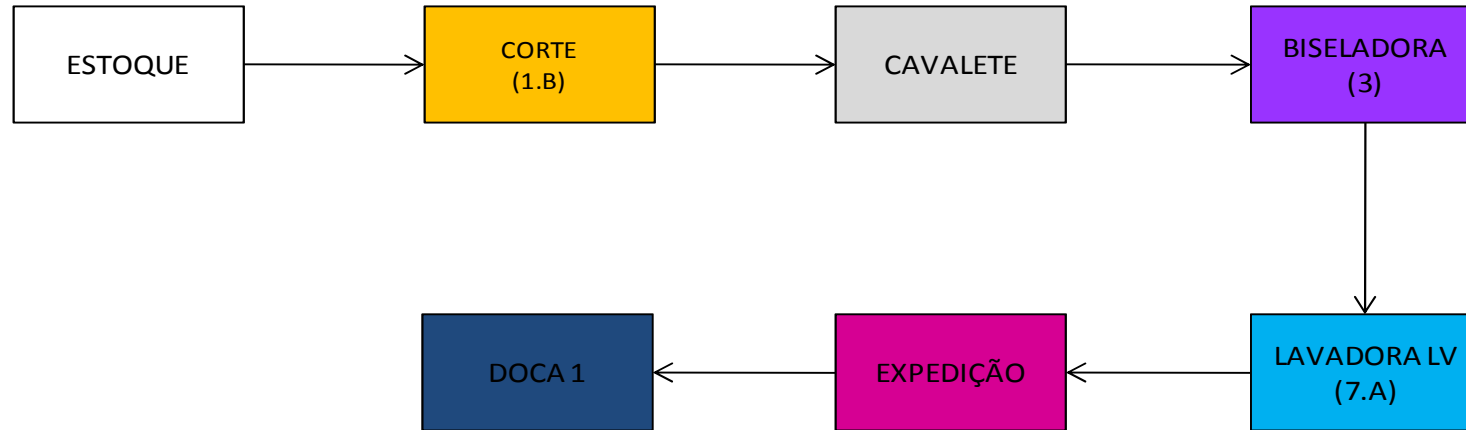 ESTOQUE
CORTE
(1.B)
CAVALETE
BISELADORA
(3)
LAVADORA LV
(7.A)
EXPEDIÇÃO
DOCA 1